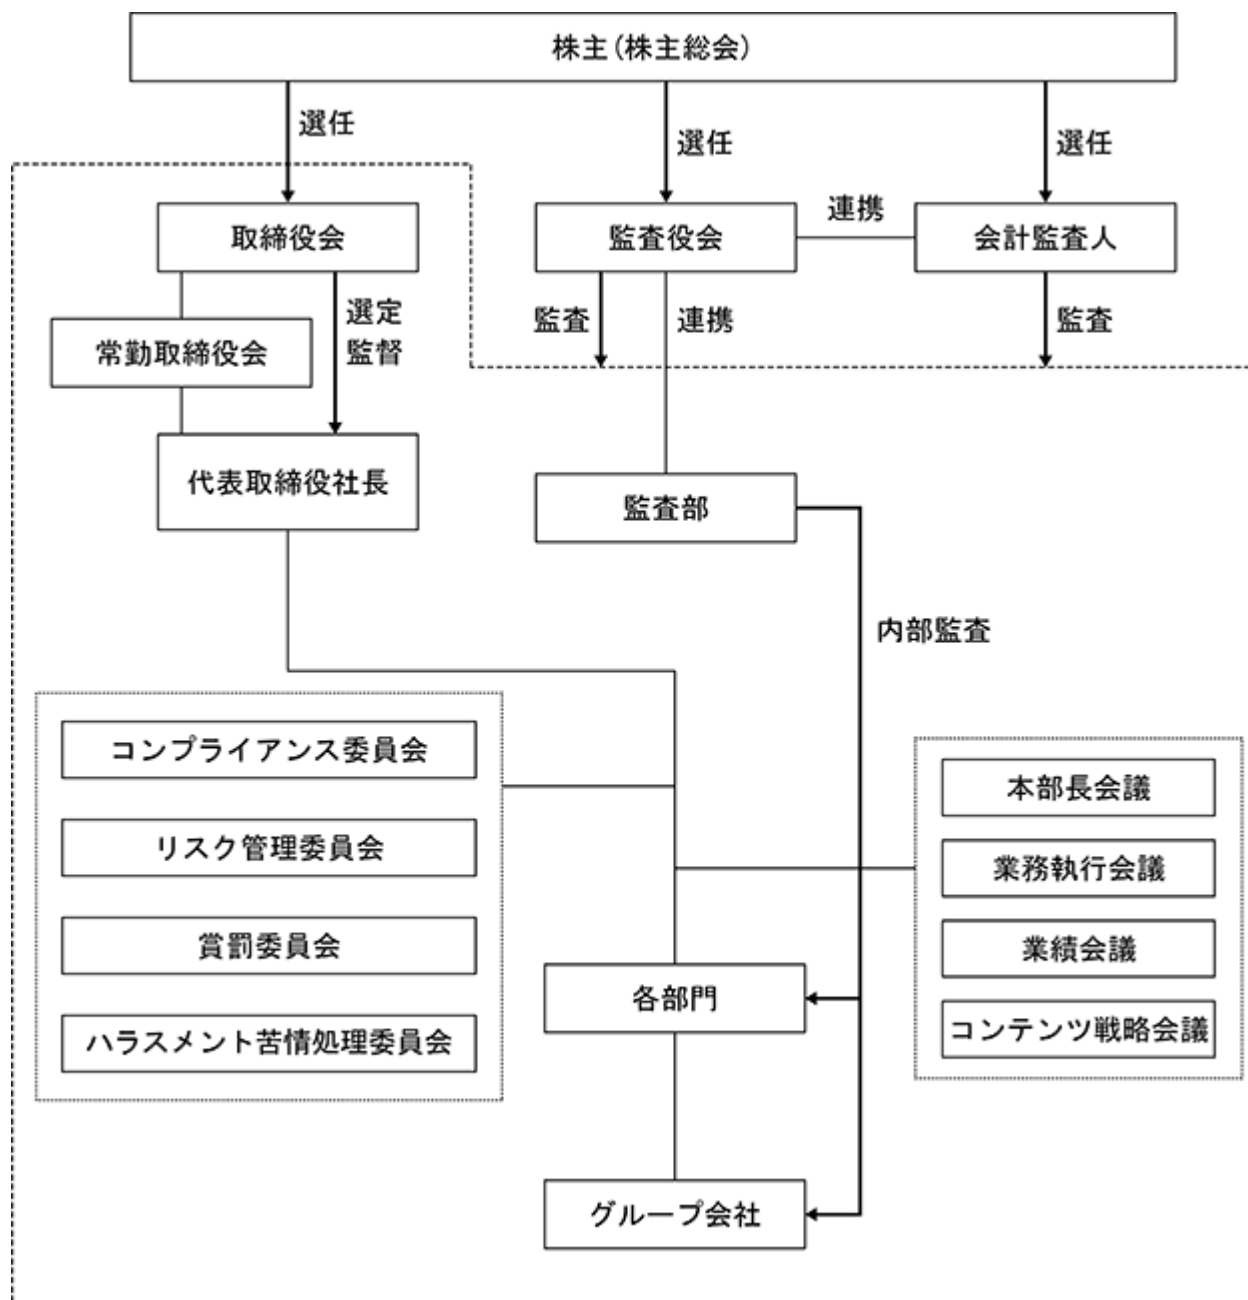 株主(株主総会)
選任
選任
選任
取締役会
監査役会
連携
会計監査人
選定
監督
監査
連携
監査
常勤取締役会
代表取締役社長
監査部
内部監査
コンプライアンス委員会
リスク管理委員会
賞罰委員会
ハラスメント苦情処理委員会
本部長会議
業務執行会議
業績会議
コンテンツ戦略会議
各部門
グループ会社